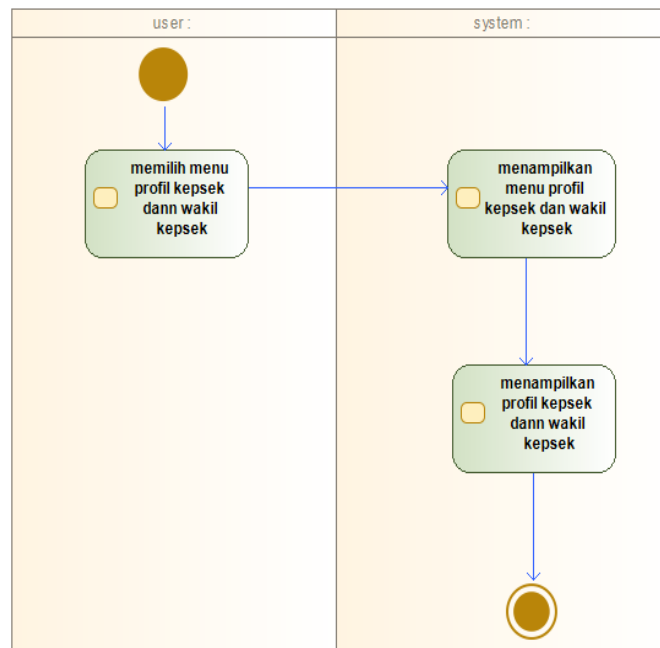 user :
system :
memilih menu
profil kepsek
dann wakil
kepsek
menampilkan
menu profil
kepsek dan wakil
kepsek
menampilkan
profil kepsek
dann wakil
kepsek